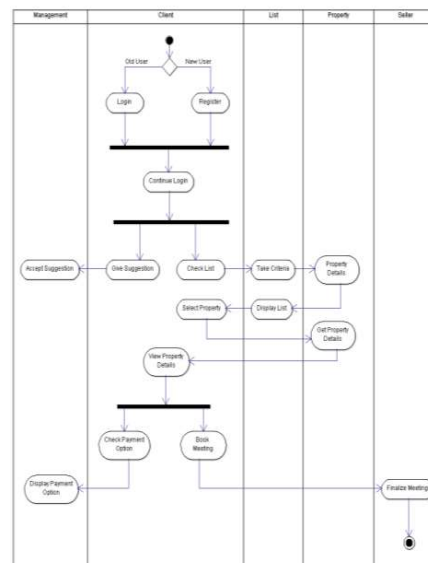 Management
Client
List
Property
Seller
Old User
New User
Login
Register
Continue Login
Accept Suggestion
Give Suggestion
Check List
Take Criteria
Property
Details
Select Property
Display List
Get Property
Details
View Property
Details
Check Payment
Option
Book
Meeting
Display Payment
Option
Finalize Meeting